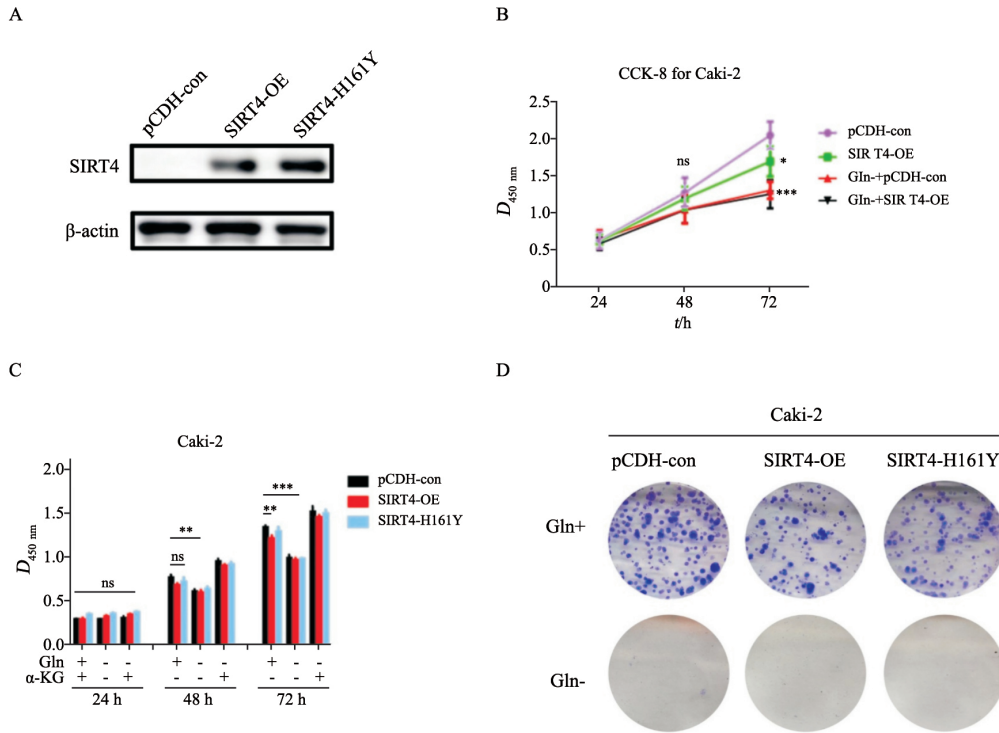 A
pCDH-con
SIRT4-OE
SIRT4-H161Y
SIRT4
β-actin
B
CCK-8 for Caki-2
2.5
2.0
1.5
1.0
0.5
0
D450 nm
ns
*
***
24
48
72
t/h
pCDH-con
SIR T4-OE
GIn-+pCDH-con
GIn-+SIR T4-OE
C
Caki-2
2.0
1.5
1.0
0.5
0.0
D450 nm
ns
**
ns
***
**
pCDH-con
SIRT4-OE
SIRT4-H161Y
Gln + - - + - - + - -
α-KG + - + - - + - - +
24 h 48 h 72 h
D
Caki-2
pCDH-con SIRT4-OE SIRT4-H161Y
Gln+
Gln-